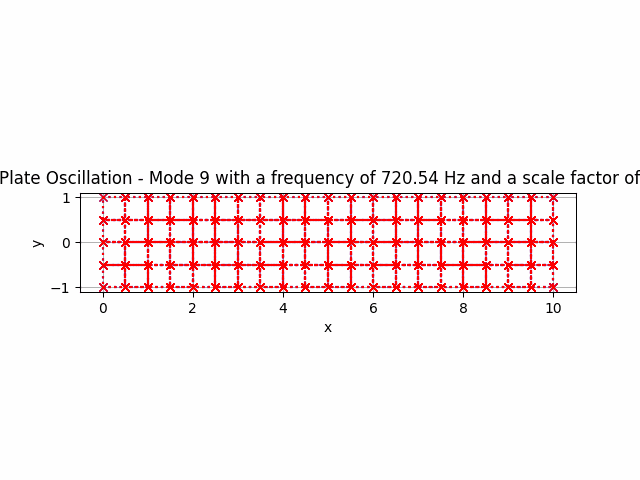 Plate Oscillation - Mode 9 with a frequency of 720.54 Hz and a scale factor of
1
0
−1
y
0 2 4 6 8 10
x